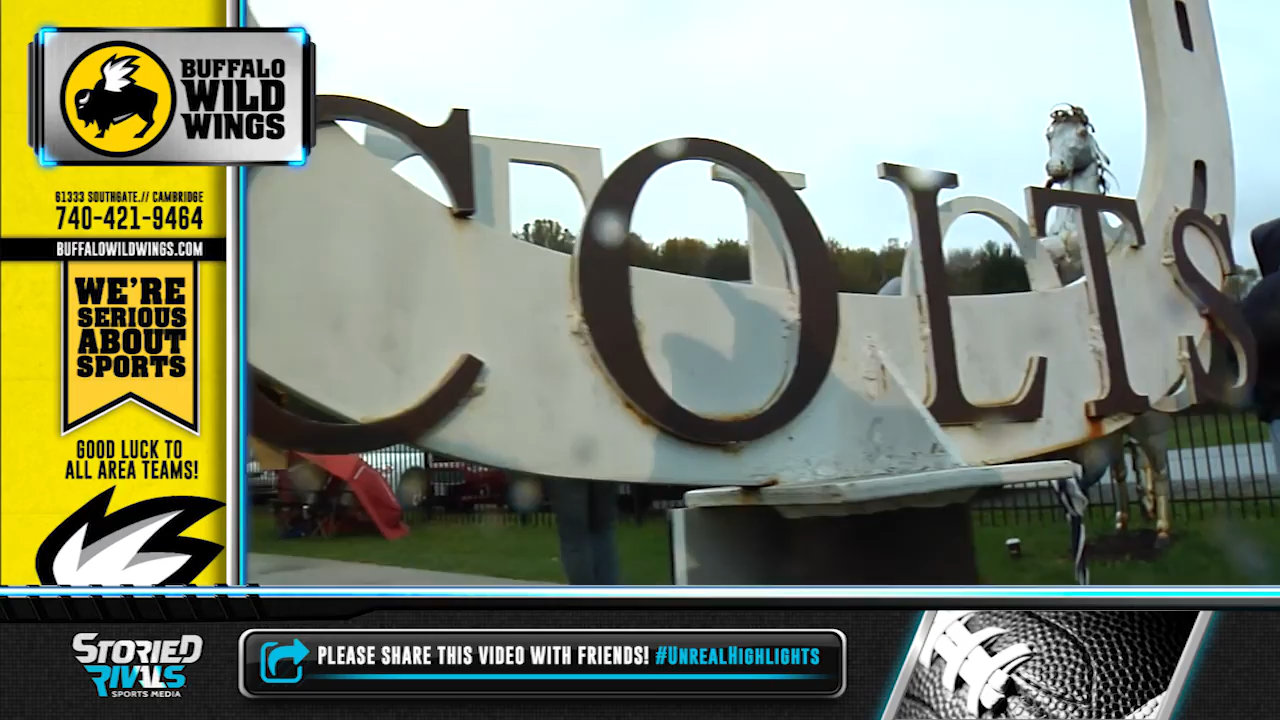 BUFFALO
WILD
WINGS
61333 SOUTHGATE.// CAMBRIDGE
740-421-9464
BUFFALOWILDWINGS.COM
WE'RE
SERIOUS
ABOUT
SPORTS
GOOD LUCK TO
ALL AREA TEAMS!
COLTS
STORIED
RIVALS
SPORTS MEDIA
PLEASE SHARE THIS VIDEO WITH FRIENDS! #UNREALHIGHLIGHTS